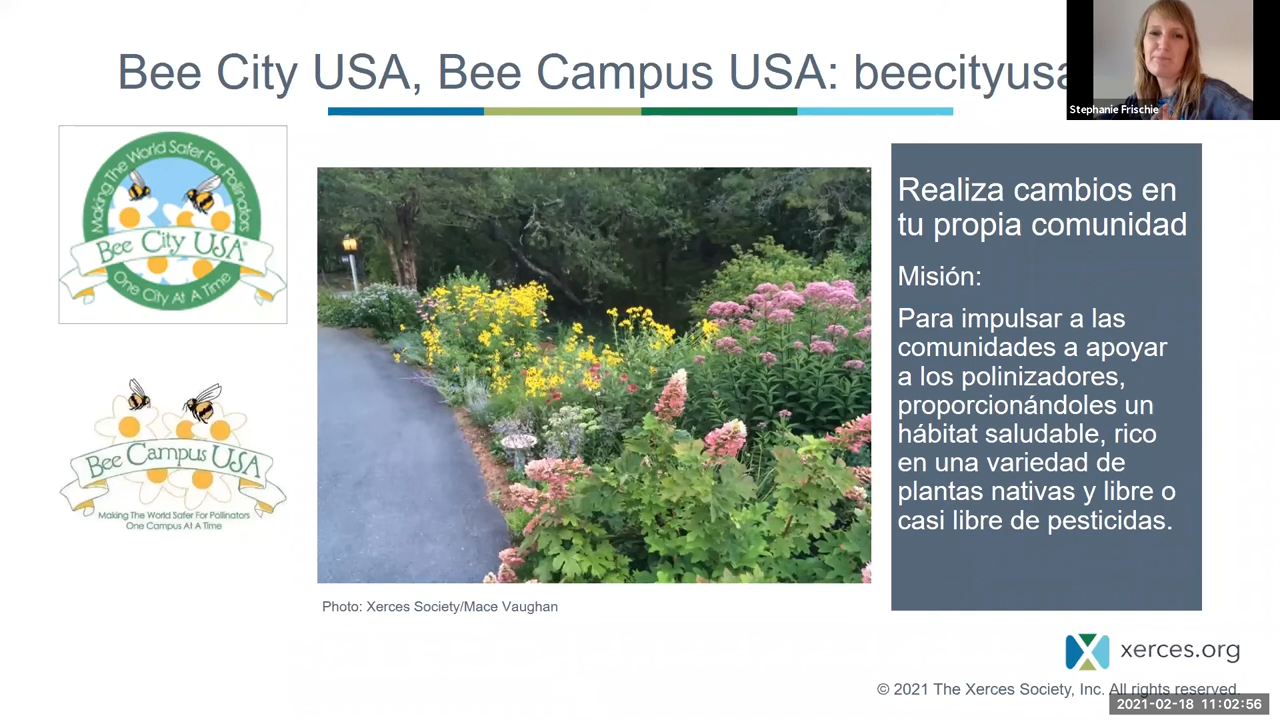 Bee City USA, Bee Campus USA: beecityusa
Stephanie Frischie
Making The World Safer For Pollinators
Bee City USA®
One City At A Time
Bee Campus USA
Making The World Safer For Pollinators
One Campus At A Time
Realiza cambios en
tu propia comunidad
Misión:
Para impulsar a las
comunidades a apoyar
a los polinizadores,
proporcionándoles un
hábitat saludable, rico
en una variedad de
plantas nativas y libre o
casi libre de pesticidas.
Photo: Xerces Society/Mace Vaughan
xerces.org
© 2021 The Xerces Society, Inc. All rights reserved.
2021-02-18 11:02:56